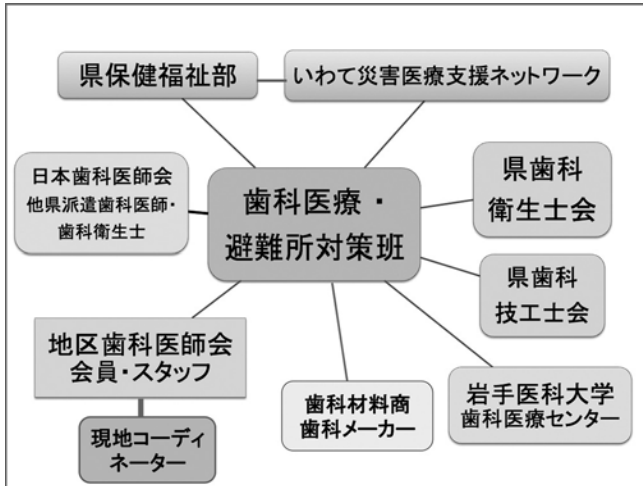 県保健福祉部
いわて災害医療支援ネットワーク
日本歯科医師会
他県派遣歯科医師・
歯科衛生士
歯科医療・
避難所対策班
県歯科
衛生士会
県歯科
技工士会
地区歯科医師会
会員・スタッフ
現地コーディ
ネーター
歯科材料商
歯科メーカー
岩手医科大学
歯科医療センター